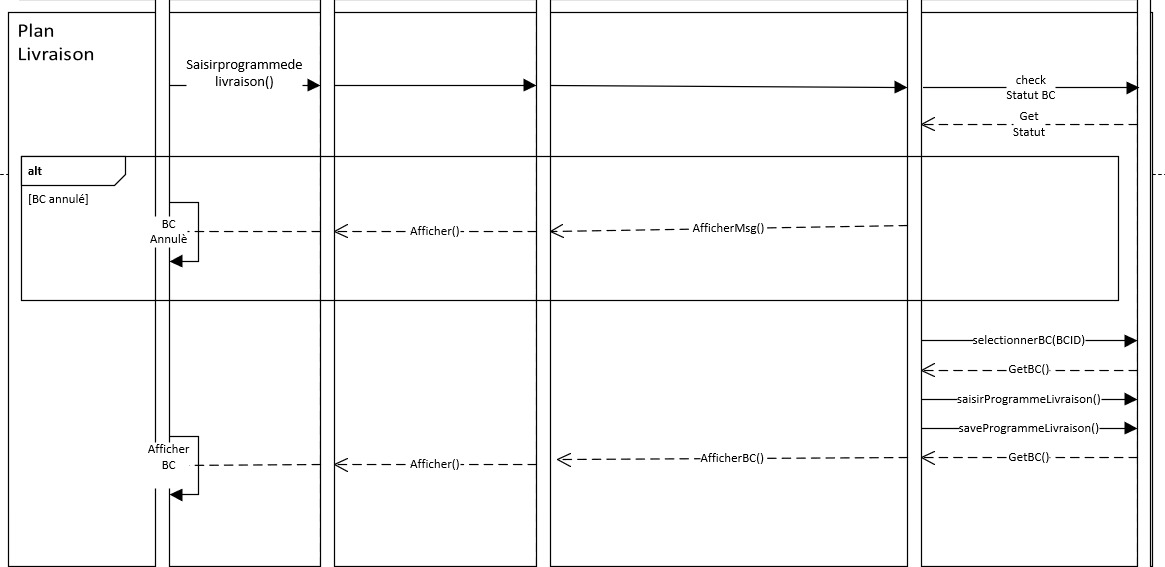 Plan
Livraison
Saisirprogrammede
livraison()
check
Statut BC
Get
Statut
alt
[BC annulé]
BC
Annulè
Afficher()
AfficherMsg()
selectionnerBC(BCID)
GetBC()
saisirProgrammeLivraison()
saveProgrammeLivraison()
Afficher
BC
Afficher()
AfficherBC()
GetBC()